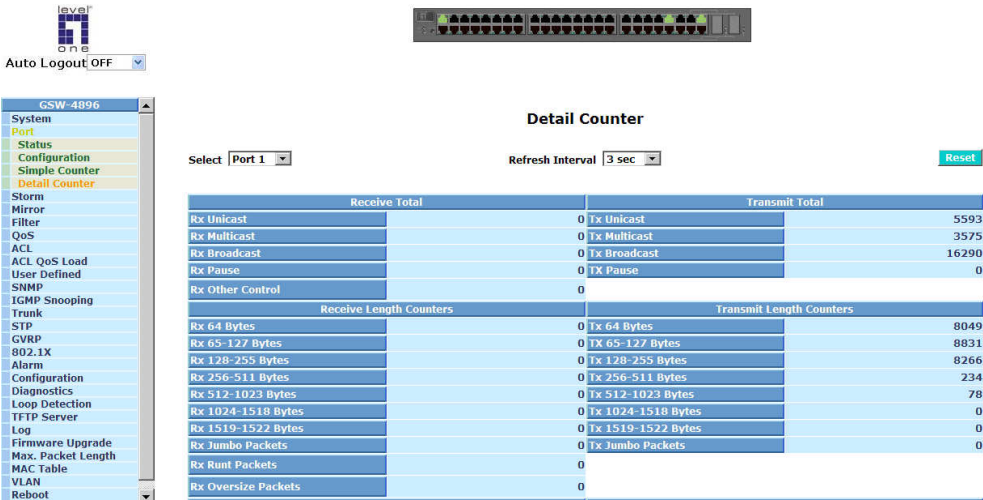 level
one
Auto Logout OFF
GSW-4896
System
Port
Status
Configuration
Simple Counter
Detail Counter
Storm
Mirror
Filter
QoS
ACL
ACL QoS Load
User Defined
SNMP
IGMP Snooping
Trunk
STP
GVRP
802.1X
Alarm
Configuration
Diagnostics
Loop Detection
TFTP Server
Log
Firmware Upgrade
Max. Packet Length
MAC Table
VLAN
Reboot
Detail Counter
Select Port 1 Refresh Interval 3 sec Reset
Receive Total Transmit Total
Rx Unicast 0 Tx Unicast 5593
Rx Multicast 0 Tx Multicast 3575
Rx Broadcast 0 Tx Broadcast 16290
Rx Pause 0 TX Pause 0
Rx Other Control 0
Receive Length Counters Transmit Length Counters
Rx 64 Bytes 0 Tx 64 Bytes 8049
Rx 65-127 Bytes 0 TX 65-127 Bytes 8831
Rx 128-255 Bytes 0 Tx 128-255 Bytes 8266
Rx 256-511 Bytes 0 Tx 256-511 Bytes 234
Rx 512-1023 Bytes 0 Tx 512-1023 Bytes 78
Rx 1024-1518 Bytes 0 Tx 1024-1518 Bytes 0
Rx 1519-1522 Bytes 0 Tx 1519-1522 Bytes 0
Rx Jumbo Packets 0 Tx Jumbo Packets 0
Rx Runt Packets 0
Rx Oversize Packets 0